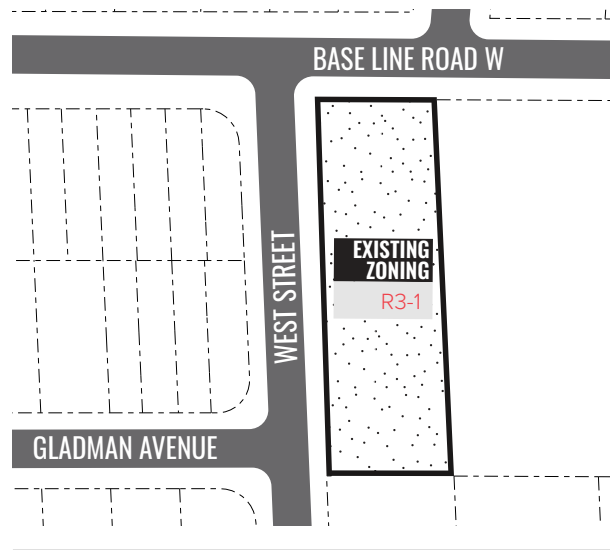 BASE LINE ROAD W
WEST STREET
EXISTING
ZONING
R3-1
GLADMAN AVENUE